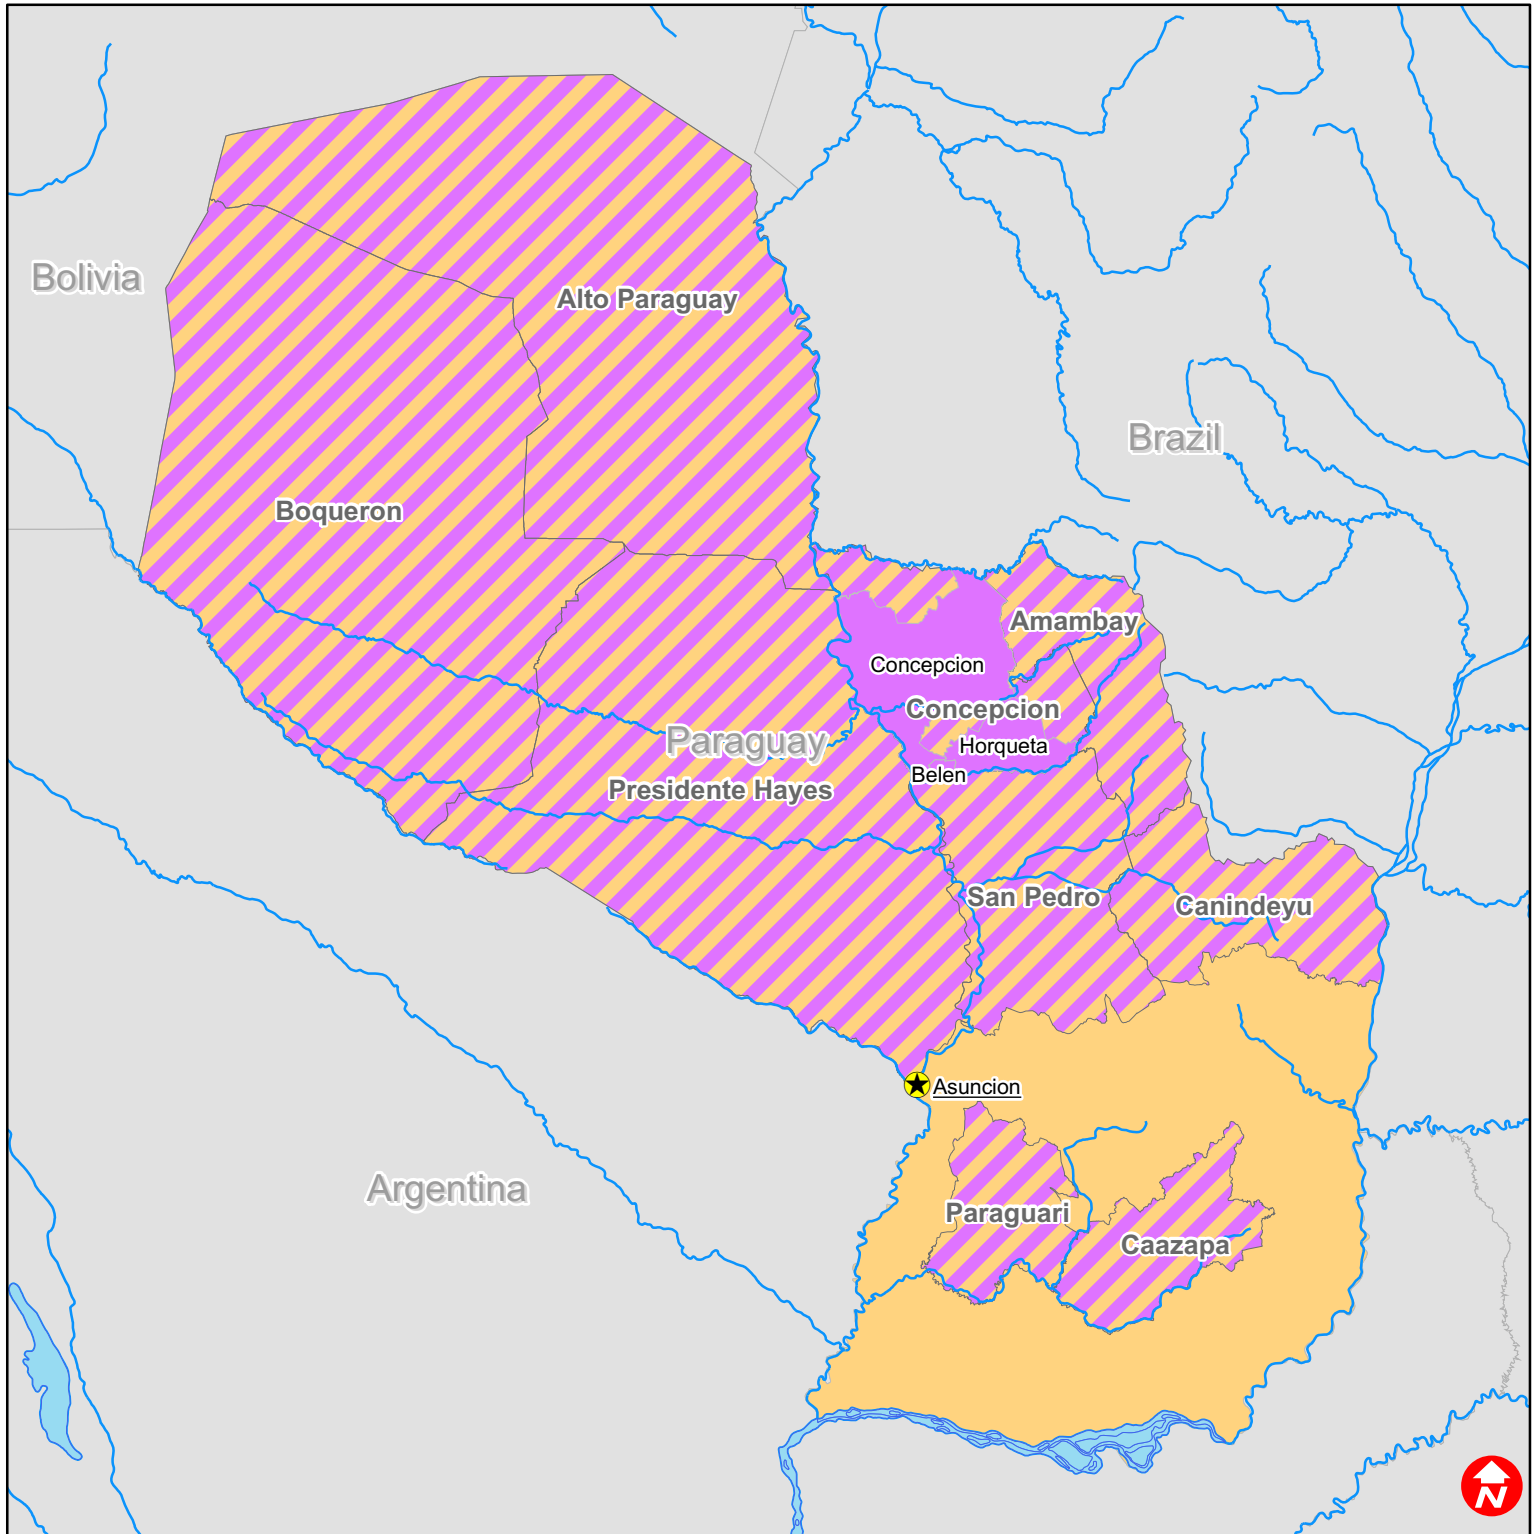 Bolivia
Alto Paraguay
Brazil
Boqueron
Amambay
Concepcion
Concepcion
Paraguay
Horqueta
Belen
Presidente Hayes
San Pedro
Canindeyu
Asuncion
Argentina
Paraguari
Caazapa
N